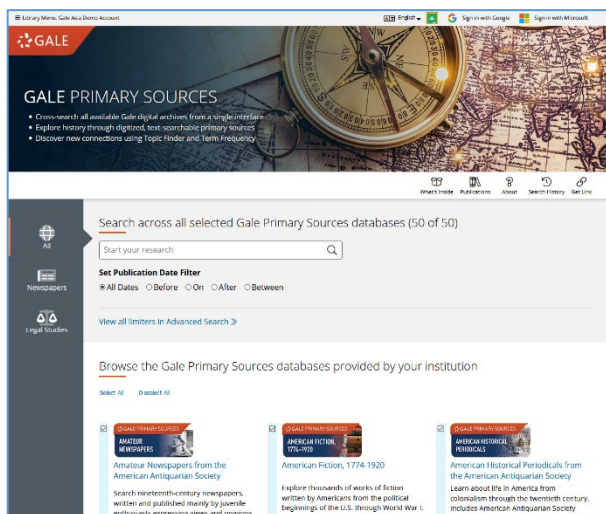 ☰ Library Menu: Gale Asia Demo Account
English
Sign in with Google
Sign in with Microsoft
GALE
GALE PRIMARY SOURCES
• Cross-search all available Gale digital archives from a single interface
• Explore history through digitized, text-searchable primary sources
• Discover new connections using Topic Finder and Term Frequency
What's Inside
Publications
About
Search History
Get Link
All
Newspapers
Legal Studies
Search across all selected Gale Primary Sources databases (50 of 50)
Start your research
Set Publication Date Filter
All Dates
Before
On
After
Between
View all limiters in Advanced Search »
Browse the Gale Primary Sources databases provided by your institution
Select All
Deselect All
GALE PRIMARY SOURCES
AMATEUR
NEWSPAPERS
Amateur Newspapers from the
American Antiquarian Society
Search nineteenth-century newspapers,
written and published mainly by juvenile
enthusiasts expressing views and opinions
GALE PRIMARY SOURCES
AMERICAN FICTION,
1774–1920
American Fiction, 1774-1920
Explore thousands of works of fiction
written by Americans from the political
beginnings of the U.S. through World War I.
GALE PRIMARY SOURCES
AMERICAN HISTORICAL
PERIODICALS
American Historical Periodicals from
the American Antiquarian Society
Learn about life in America from
colonialism through the twentieth century.
Includes American Antiquarian Society